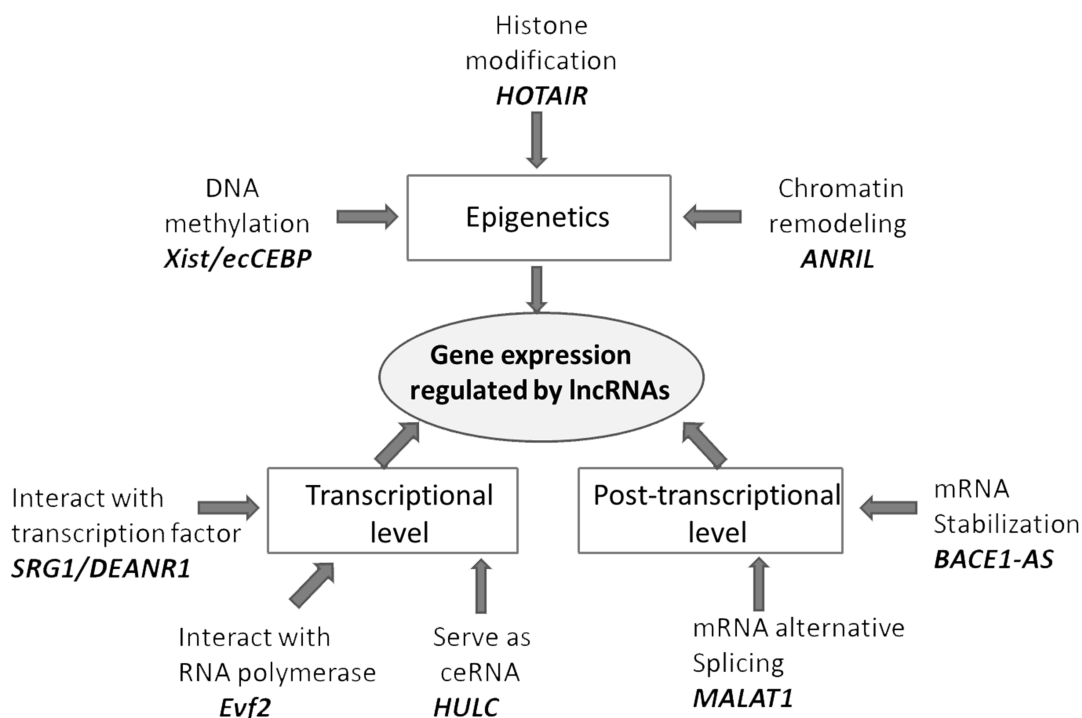 Histone
modification
HOTAIR
DNA
methylation
Xist/ecCEBP
Epigenetics
Chromatin
remodeling
ANRIL
Gene expression
regulated by lncRNAs
Interact with
transcription factor
SRG1/DEANR1
Transcriptional
level
Post-transcriptional
level
mRNA
Stabilization
BACE1-AS
Interact with
RNA polymerase
Evf2
Serve as
ceRNA
HULC
mRNA alternative
Splicing
MALAT1